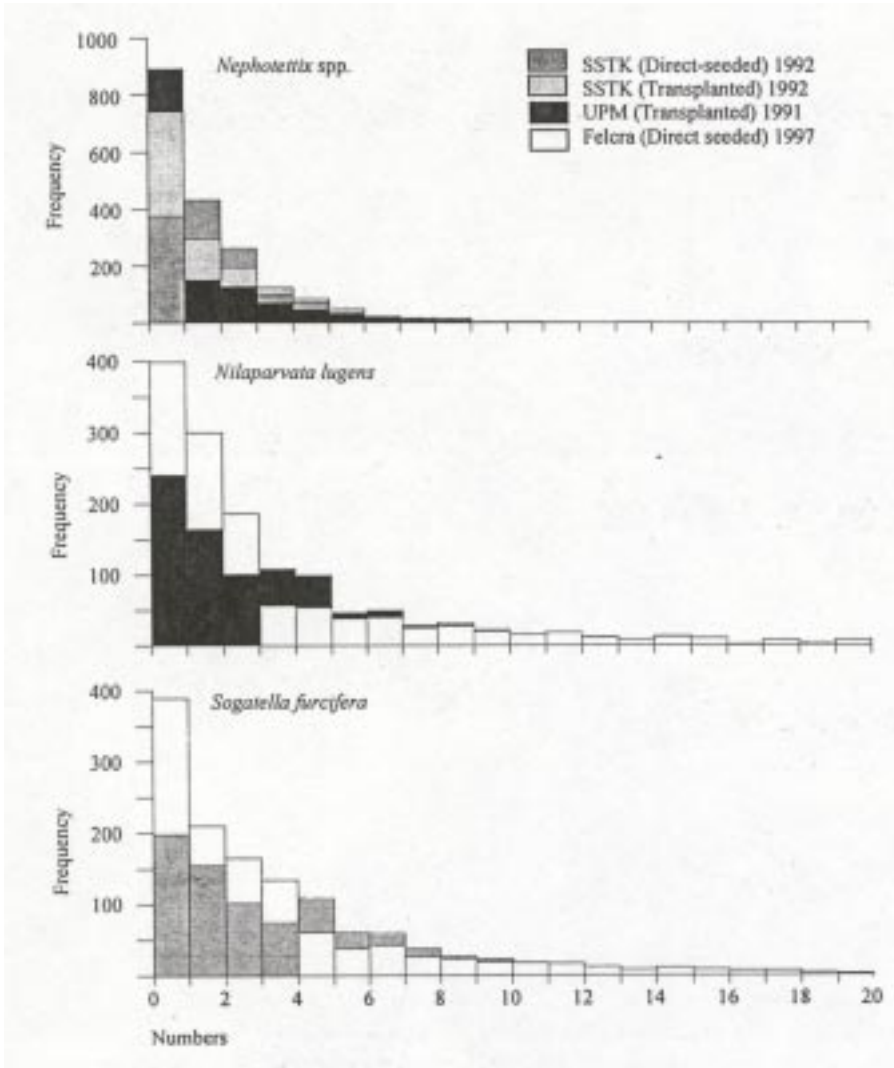 1000
Nephotettix spp.
SSTK (Direct-seeded) 1992
SSTK (Transplanted) 1992
UPM (Transplanted) 1991
Felcra (Direct seeded) 1997
800
600
400
200
Frequency
400
Nilaparvata lugens
300
200
100
Frequency
400
Sogatella furcifera
300
200
100
Frequency
0 2 4 6 8 10 12 14 16 18 20
Numbers